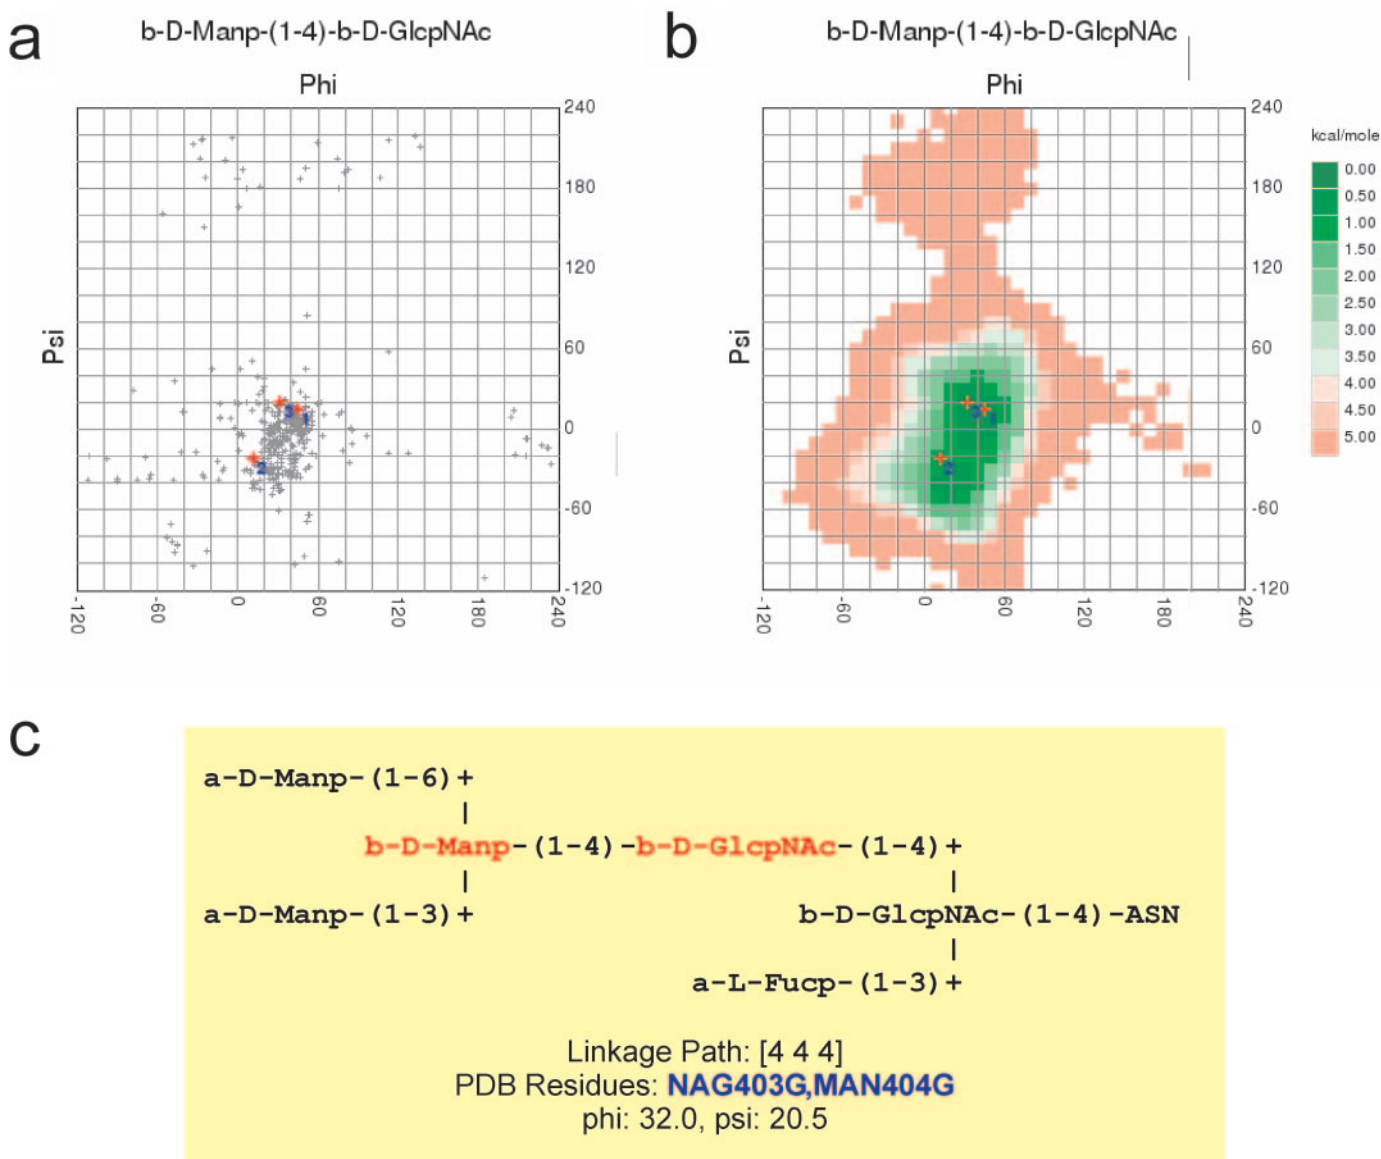 a
b-D-Manp-(1-4)-b-D-GlcpNAc
Phi
Psi
240
180
120
60
0
-60
-120
-120
-60
0
60
120
180
240
3
1
2
b
b-D-Manp-(1-4)-b-D-GlcpNAc
Phi
Psi
240
180
120
60
0
-60
-120
-120
-60
0
60
120
180
240
3
2
kcal/mole
0.00
0.50
1.00
1.50
2.00
2.50
3.00
3.50
4.00
4.50
5.00
c
a-D-Manp-(1-6)+
|
b-D-Manp-(1-4)-b-D-GlcpNAc-(1-4)+
| |
a-D-Manp-(1-3)+ b-D-GlcpNAc-(1-4)-ASN
|
a-L-Fucp-(1-3)+
Linkage Path: [4 4 4]
PDB Residues: NAG403G,MAN404G
phi: 32.0, psi: 20.5